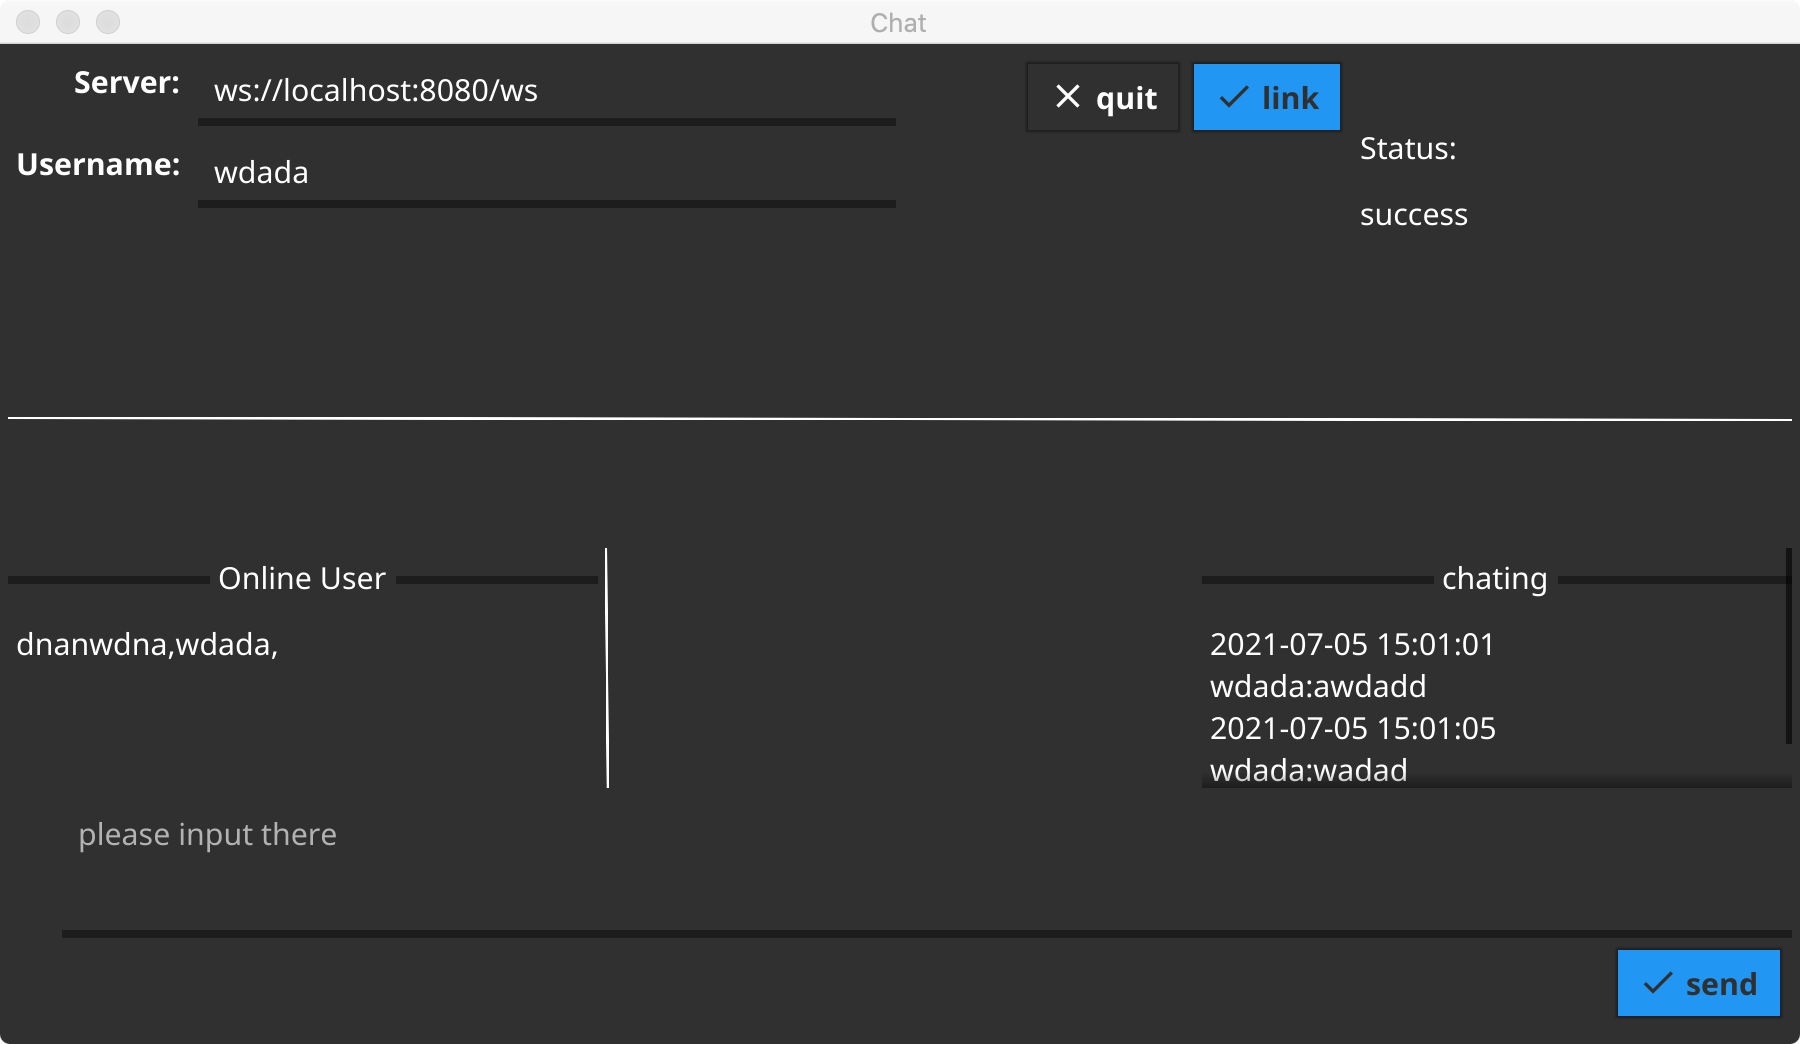 Chat
Server:
ws://localhost:8080/ws
quit
link
Username:
wdada
Status:
success
Online User
dnanwdna,wdada,
chating
2021-07-05 15:01:01
wdada:awdadd
2021-07-05 15:01:05
wdada:wadad
please input there
send